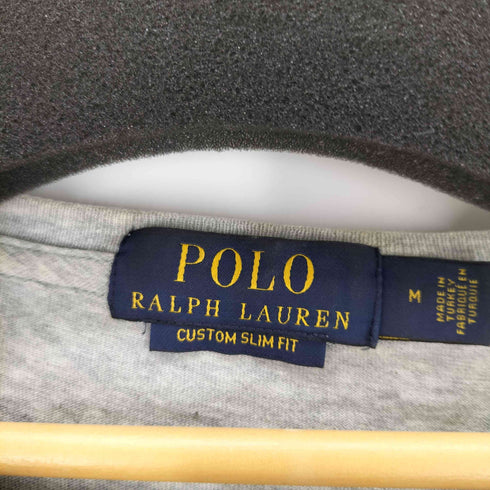 POLO
RALPH LAUREN
CUSTOM SLIM FIT
M
MADE IN
TURKEY
FABRIQUÉ EN
TURQUIE